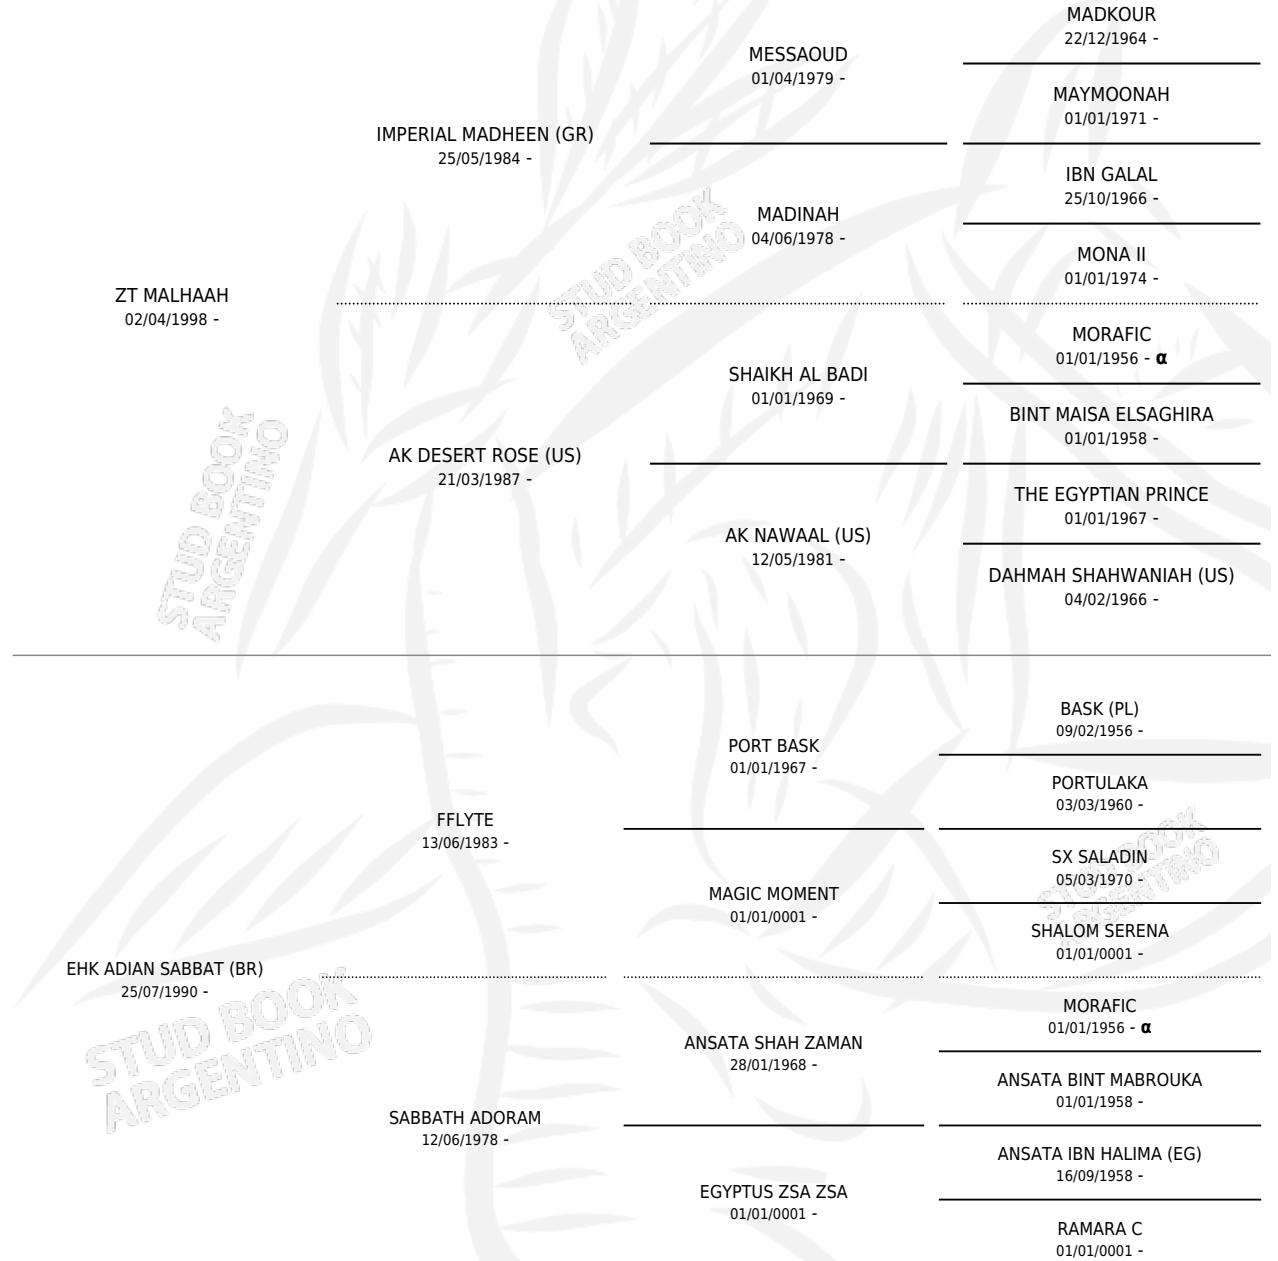 MADKOUR
22/12/1964 -
MESSAOUD
01/04/1979 -
MAYMOONAH
01/01/1971 -
IMPERIAL MADHEEN (GR)
25/05/1984 -
IBN GALAL
25/10/1966 -
MADINAH
04/06/1978 -
MONA II
01/01/1974 -
ZT MALHAAH
02/04/1998 -
MORAFIC
01/01/1956 - α
SHAIKH AL BADI
01/01/1969 -
BINT MAISA ELSAGHIRA
01/01/1958 -
AK DESERT ROSE (US)
21/03/1987 -
THE EGYPTIAN PRINCE
01/01/1967 -
AK NAWAAL (US)
12/05/1981 -
DAHMAH SHAHWANIAH (US)
04/02/1966 -
BASK (PL)
09/02/1956 -
PORT BASK
01/01/1967 -
PORTULAKA
03/03/1960 -
FFLYTE
13/06/1983 -
SX SALADIN
05/03/1970 -
MAGIC MOMENT
01/01/0001 -
SHALOM SERENA
01/01/0001 -
EHK ADIAN SABBAT (BR)
25/07/1990 -
MORAFIC
01/01/1956 - α
ANSATA SHAH ZAMAN
28/01/1968 -
ANSATA BINT MABROUKA
01/01/1958 -
SABBATH ADORAM
12/06/1978 -
ANSATA IBN HALIMA (EG)
16/09/1958 -
EGYPTUS ZSA ZSA
01/01/0001 -
RAMARA C
01/01/0001 -
STUD BOOK
ARGENTINO
STUD BOOK
ARGENTINO
STUD BOOK
ARGENTINO
STUD BOOK
ARGENTINO